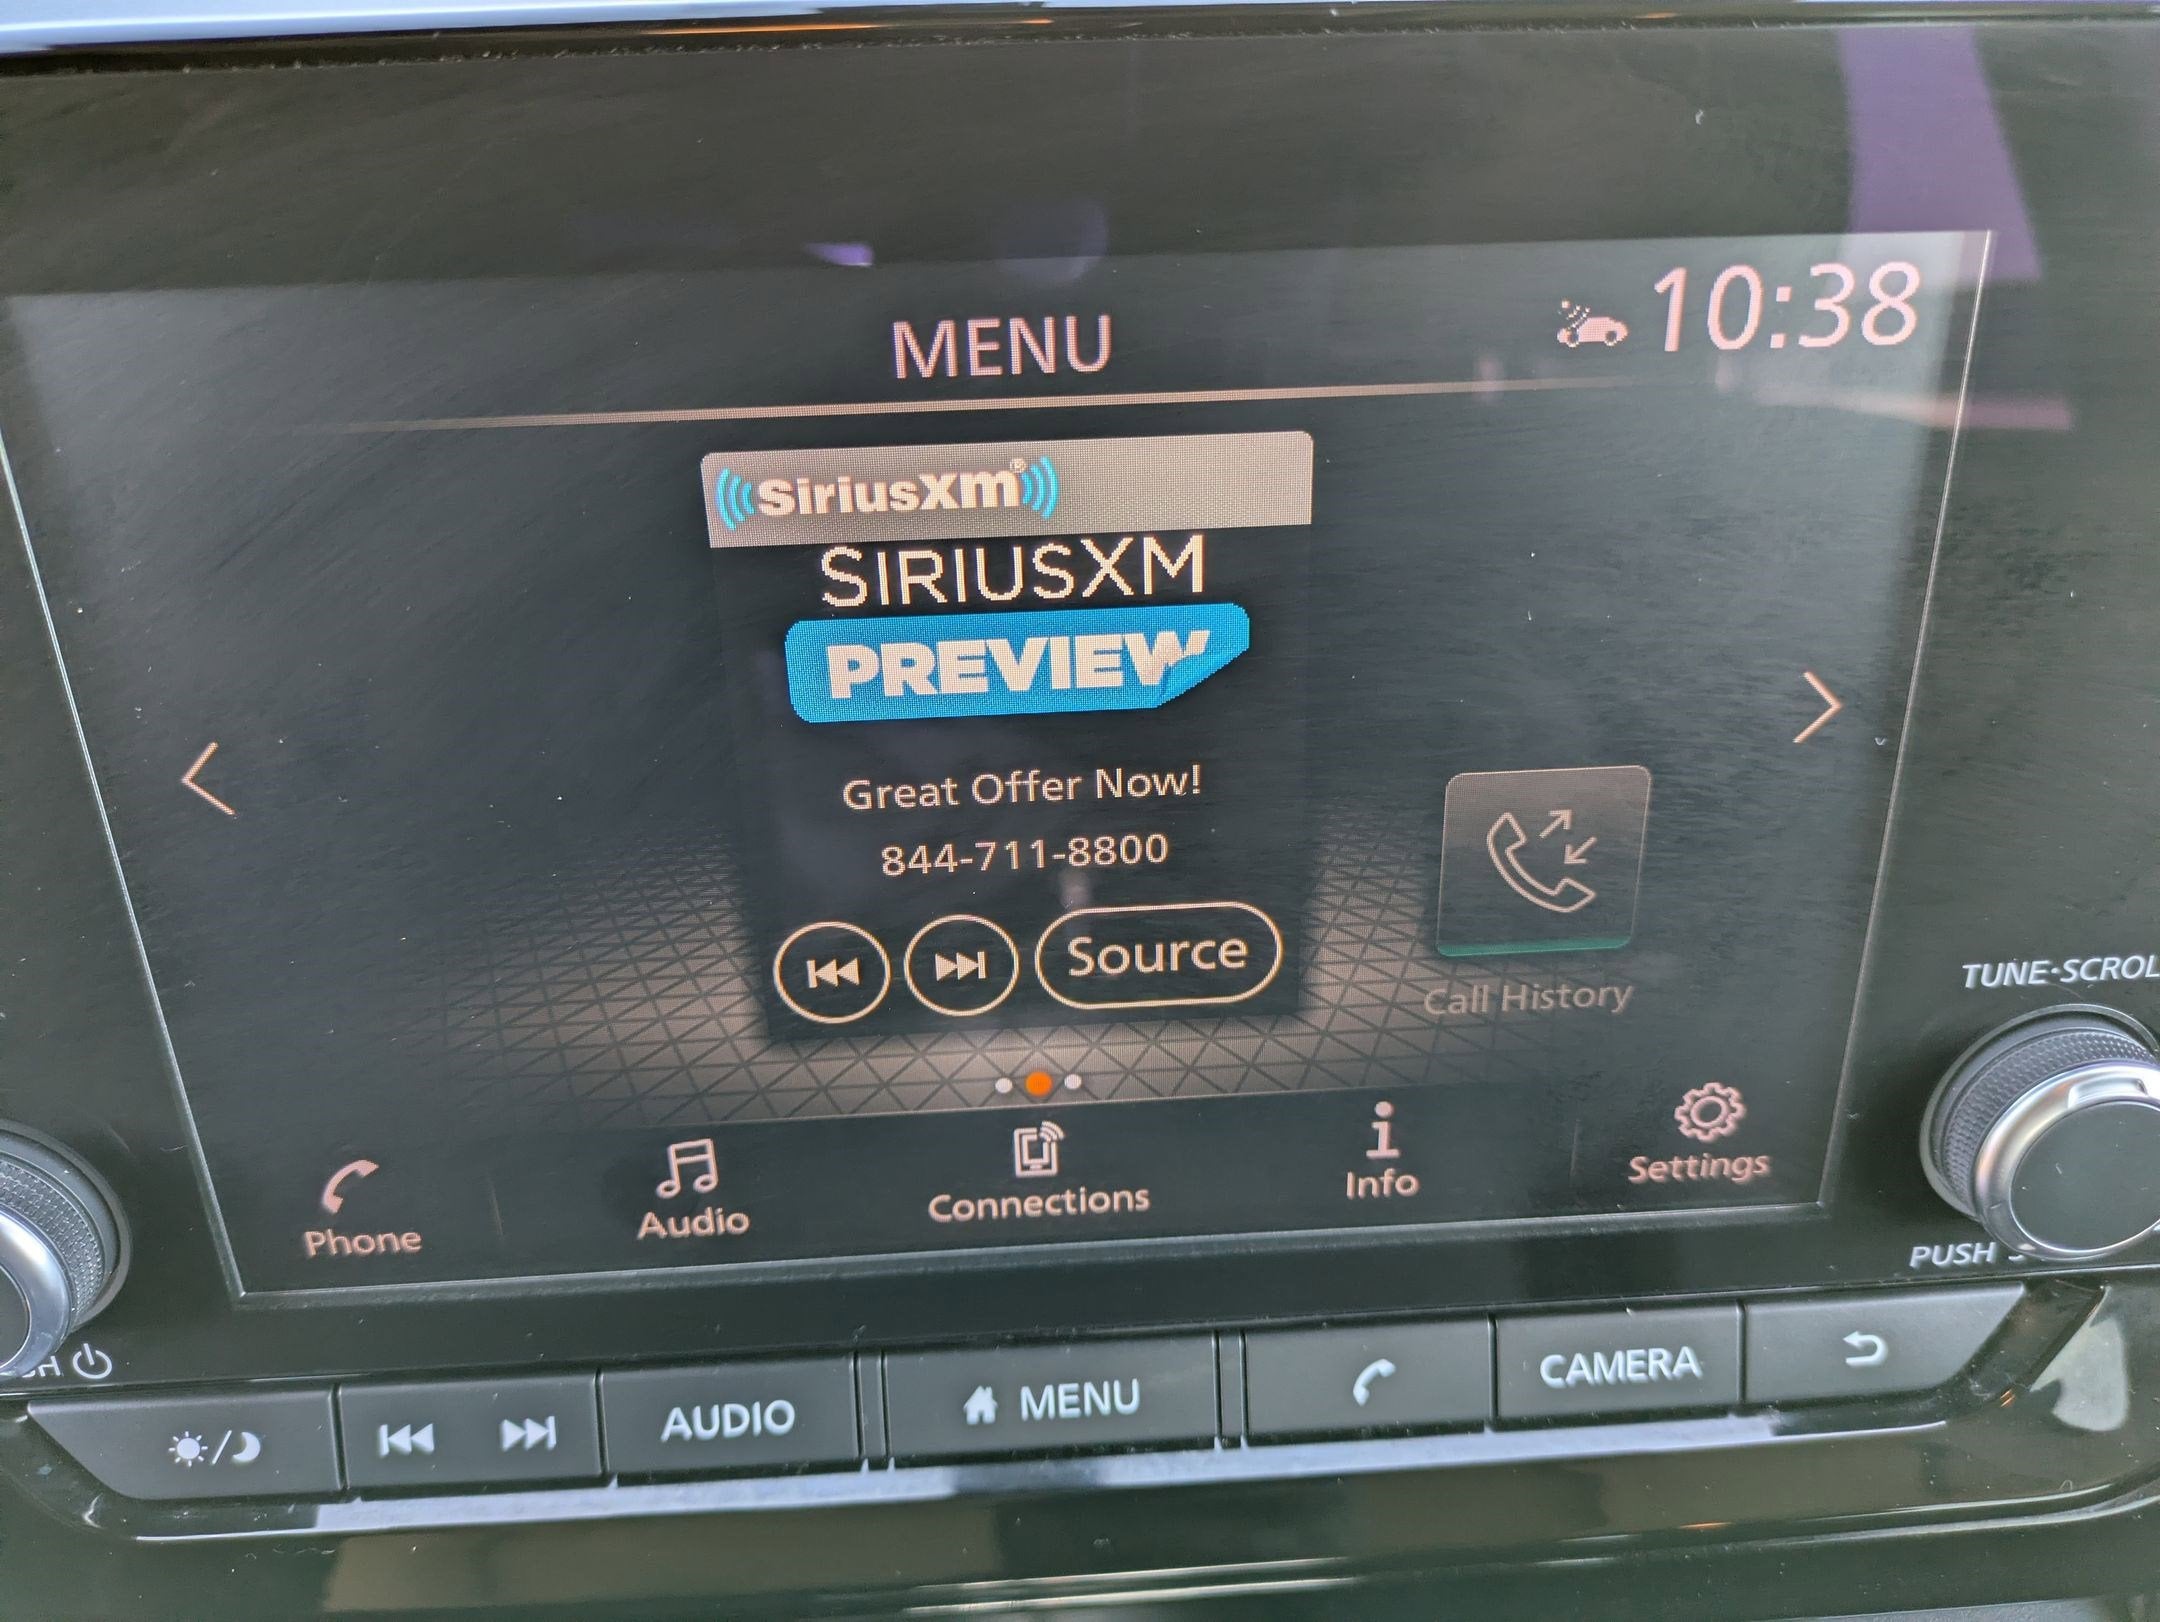 MENU
10:38
SiriusXm®
SIRIUSXM
PREVIEW
Great Offer Now!
844-711-8800
Source
Call History
Phone
Audio
Connections
Info
Settings
TUNE•SCROL
PUSH
AUDIO
MENU
CAMERA